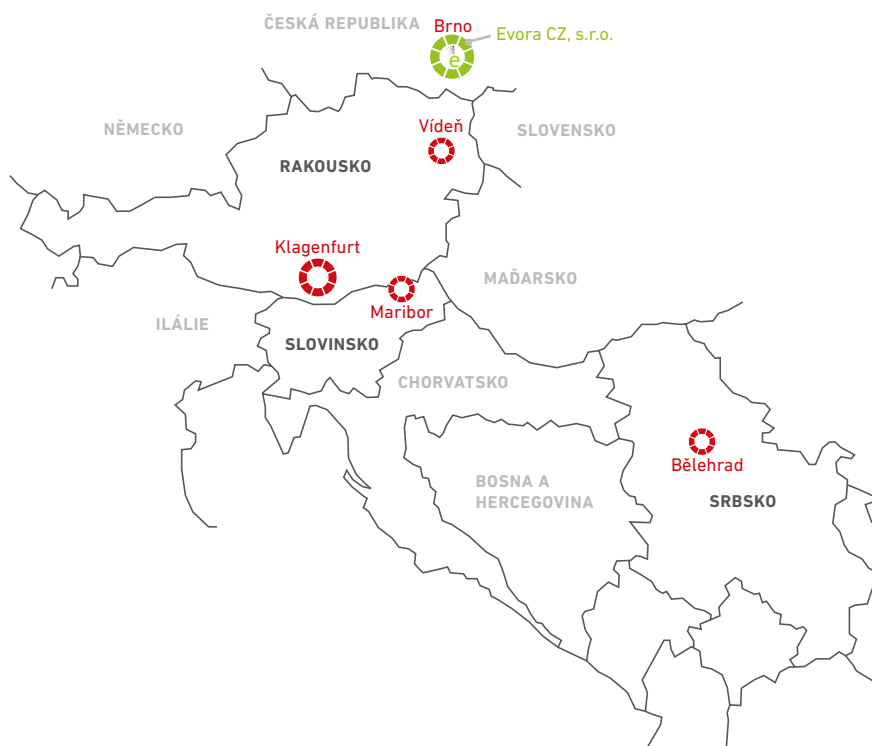 ČESKÁ REPUBLIKA
Brno
Evora CZ, s.r.o.
e
NĚMECKO
Vídeň
SLOVENSKO
RAKOUSKO
Klagenfurt
MAĎARSKO
Maribor
ILÁLIE
SLOVINSKO
CHORVATSKO
Bělehrad
BOSNA A
HERCEGOVINA
SRBSKO